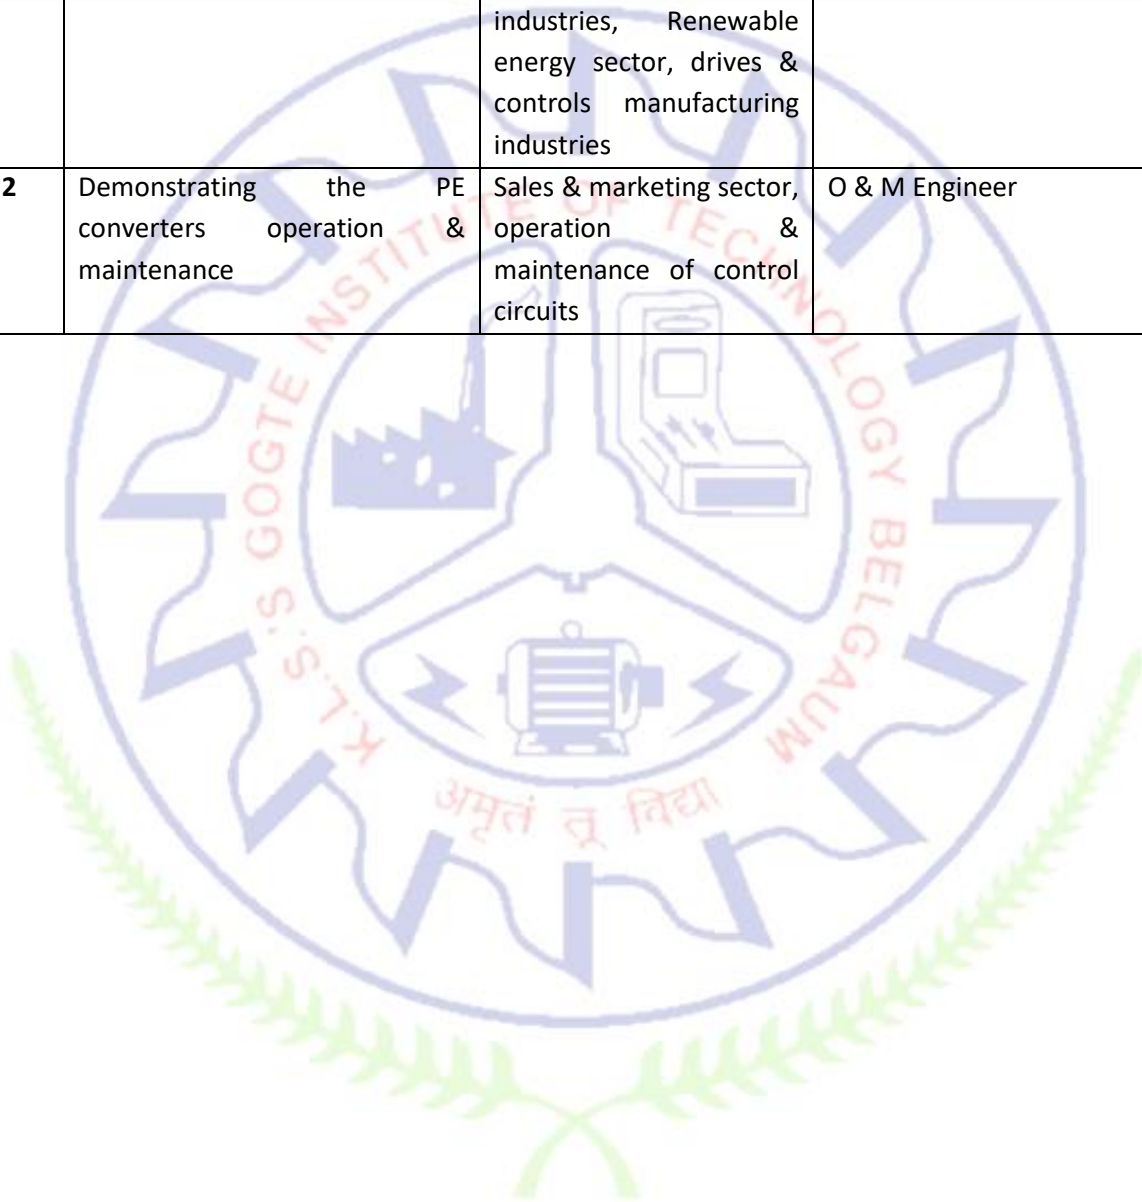 industries, Renewable
energy sector, drives &
controls manufacturing
industries
2 Demonstrating the PE Sales & marketing sector, O & M Engineer
converters operation & operation &
maintenance maintenance of control
circuits
K.L.S.'S GOGTE INSTITUTE OF TECHNOLOGY BELGAUM
अमृतं तू विद्या